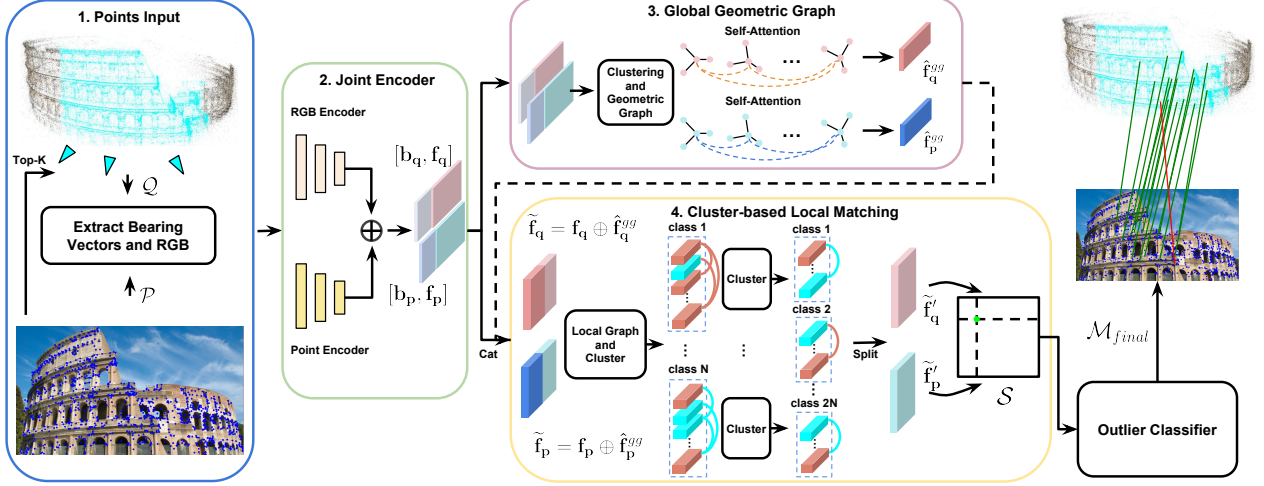 1. Points Input
Top-K
𝒬
Extract Bearing
Vectors and RGB
𝒫
2. Joint Encoder
RGB Encoder
[b_q, f_q]
[b_p, f_p]
Point Encoder
3. Global Geometric Graph
Self-Attention
Clustering
and
Geometric
Graph
...
f̂_q^{gg}
Self-Attention
...
f̂_p^{gg}
Cat
4. Cluster-based Local Matching
f̃_q = f_q ⊕ f̂_q^{gg}
class 1
Cluster
class 1
Local Graph
and
Cluster
class 2
class N
Cluster
class 2N
f̃_p = f_p ⊕ f̂_p^{gg}
Split
f̃′_q
f̃′_p
𝒮
ℳ_{final}
Outlier Classifier